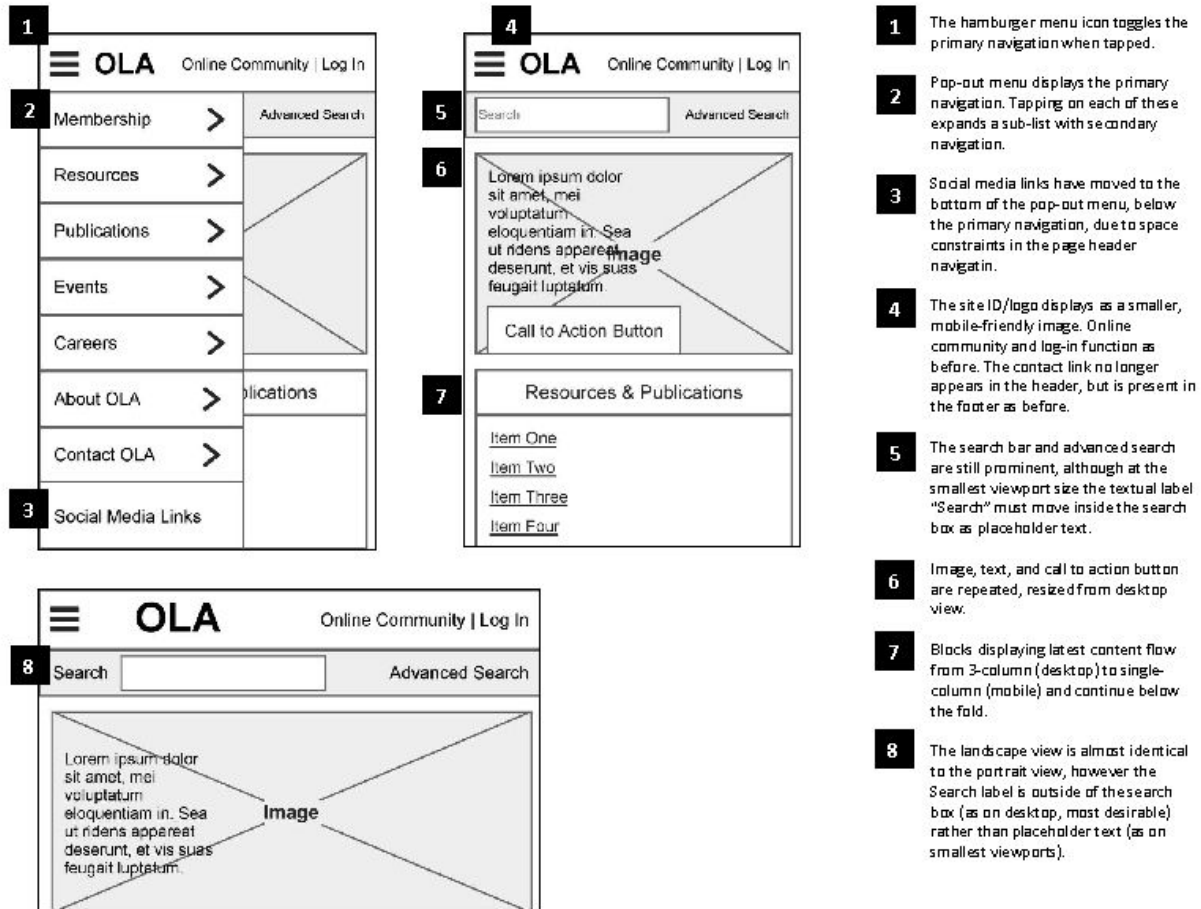 1
OLA Online Community | Log In
2
Membership
Advanced Search
Resources
Publications
Events
Careers
About OLA
blications
Contact OLA
3
Social Media Links
4
OLA Online Community | Log In
5
Search Advanced Search
6
Lorem ipsum dolor
sit amet, mei
voluptatum
eloquentiam in. Sea
ut ridens appareat
Image
deserunt, et vis suas
feugait luptatum.
Call to Action Button
7
Resources & Publications
Item One
Item Two
Item Three
Item Four
OLA Online Community | Log In
8
Search Advanced Search
Lorem ipsum dolor
sit amet, mei
voluptatum
eloquentiam in. Sea
Image
ut ridens appareat
deserunt, et vis suas
feugait luptatum.
1
The hamburger menu icon toggles the
primary navigation when tapped.
2
Pop-out menu displays the primary
navigation. Tapping on each of these
expands a sub-list with secondary
navigation.
3
Social media links have moved to the
bottom of the pop-out menu, below
the primary navigation, due to space
constraints in the page header
navigatin.
4
The site ID/logo displays as a smaller,
mobile-friendly image. Online
community and log-in function as
before. The contact link no longer
appears in the header, but is present in
the footer as before.
5
The search bar and advanced search
are still prominent, although at the
smallest viewport size the textual label
"Search" must move inside the search
box as placeholder text.
6
Image, text, and call to action button
are repeated, resized from desktop
view.
7
Blocks displaying latest content flow
from 3-column (desktop) to single-
column (mobile) and continue below
the fold.
8
The landscape view is almost identical
to the portrait view, however the
Search label is outside of the search
box (as on desktop, most desirable)
rather than placeholder text (as on
smallest viewports).